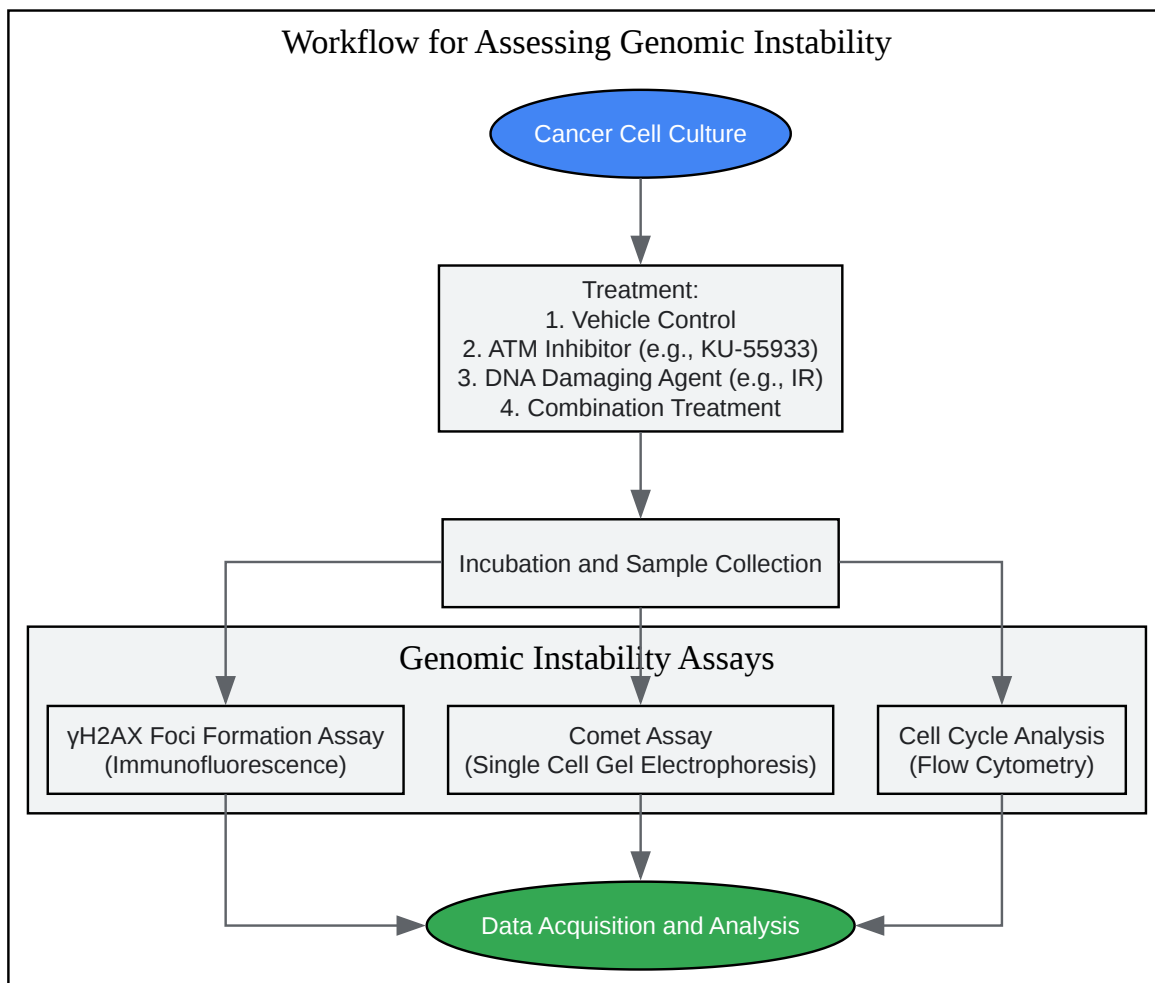 Workflow for Assessing Genomic Instability
Cancer Cell Culture
Treatment:
1. Vehicle Control
2. ATM Inhibitor (e.g., KU-55933)
3. DNA Damaging Agent (e.g., IR)
4. Combination Treatment
Incubation and Sample Collection
Genomic Instability Assays
γH2AX Foci Formation Assay
(Immunofluorescence)
Comet Assay
(Single Cell Gel Electrophoresis)
Cell Cycle Analysis
(Flow Cytometry)
Data Acquisition and Analysis